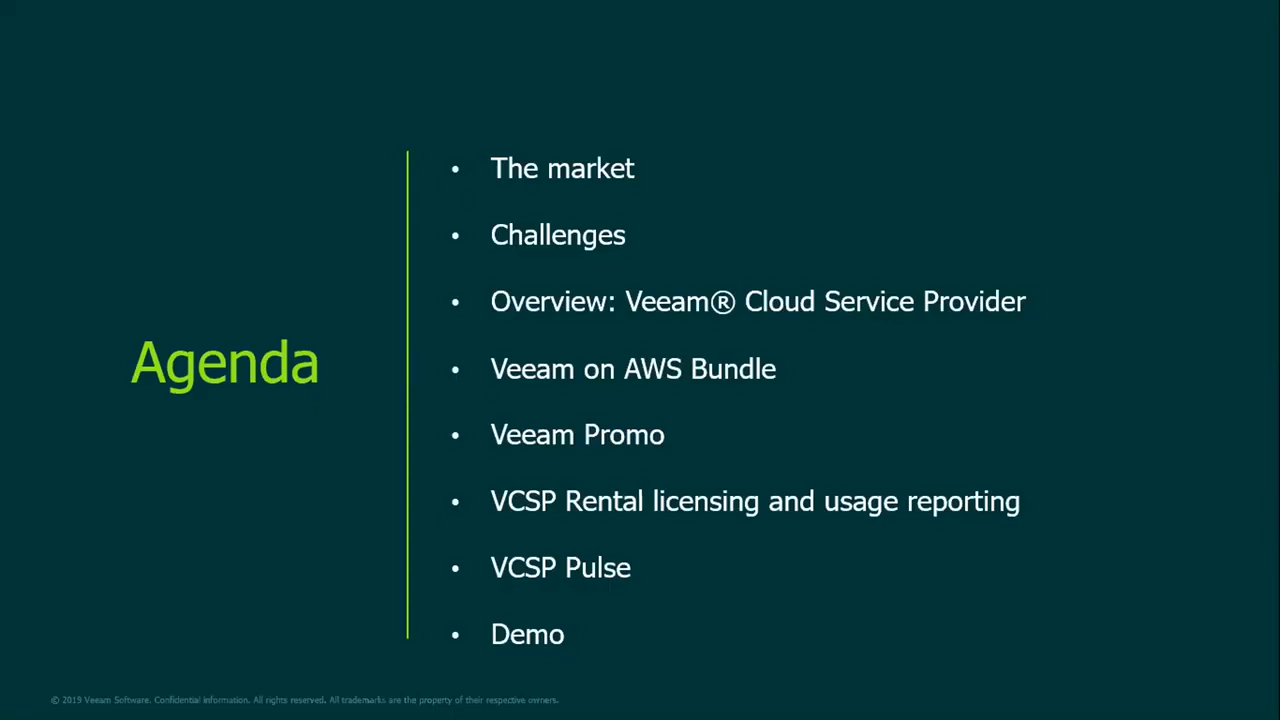 Agenda
• The market
• Challenges
• Overview: Veeam® Cloud Service Provider
• Veeam on AWS Bundle
• Veeam Promo
• VCSP Rental licensing and usage reporting
• VCSP Pulse
• Demo
© 2019 Veeam Software. Confidential information. All rights reserved. All trademarks are the property of their respective owners.